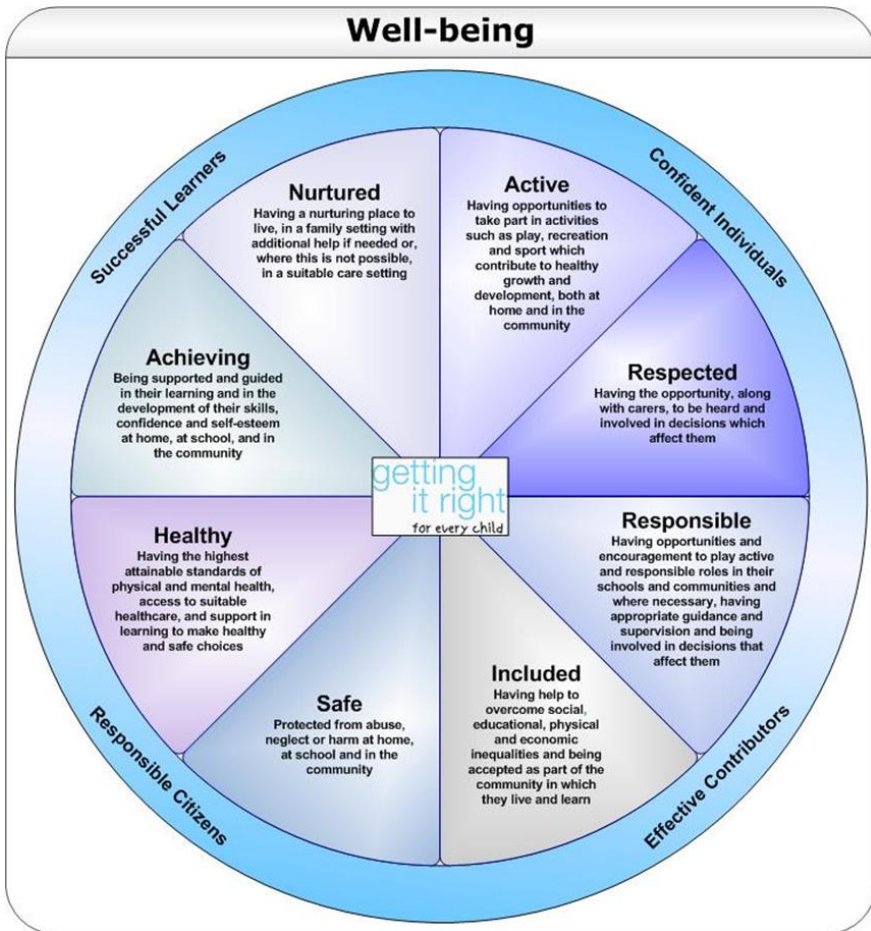 Well-being
Successful Learners
Confident Individuals
Nurtured
Having a nurturing place to
live, in a family setting with
additional help if needed or,
where this is not possible,
in a suitable care setting
Active
Having opportunities to
take part in activities
such as play, recreation
and sport which
contribute to healthy
growth and
development, both at
home and in the
community
Achieving
Being supported and guided
in their learning and in the
development of their skills,
confidence and self-esteem
at home, at school, and in
the community
Respected
Having the opportunity, along
with carers, to be heard and
involved in decisions which
affect them
getting
it right
for every child
Healthy
Having the highest
attainable standards of
physical and mental health,
access to suitable
healthcare, and support in
learning to make healthy
and safe choices
Responsible
Having opportunities and
encouragement to play active
and responsible roles in their
schools and communities and
where necessary, having
appropriate guidance and
supervision and being
involved in decisions that
affect them
Safe
Protected from abuse,
neglect or harm at home,
at school and in the
community
Included
Having help to
overcome social,
educational, physical
and economic
inequalities and being
accepted as part of the
community in which
they live and learn
Responsible Citizens
Effective Contributors